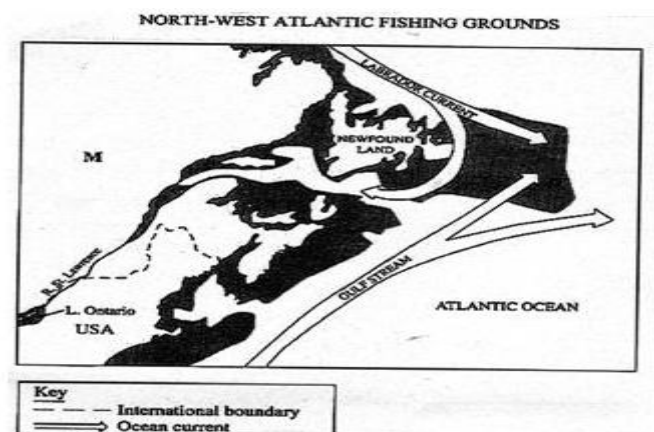 NORTH-WEST ATLANTIC FISHING GROUNDS
LABRADOR CURRENT
NEWFOUND
LAND
M
R. St. Lawrence
L. Ontario
USA
GULF STREAM
ATLANTIC OCEAN
Key
International boundary
Ocean current